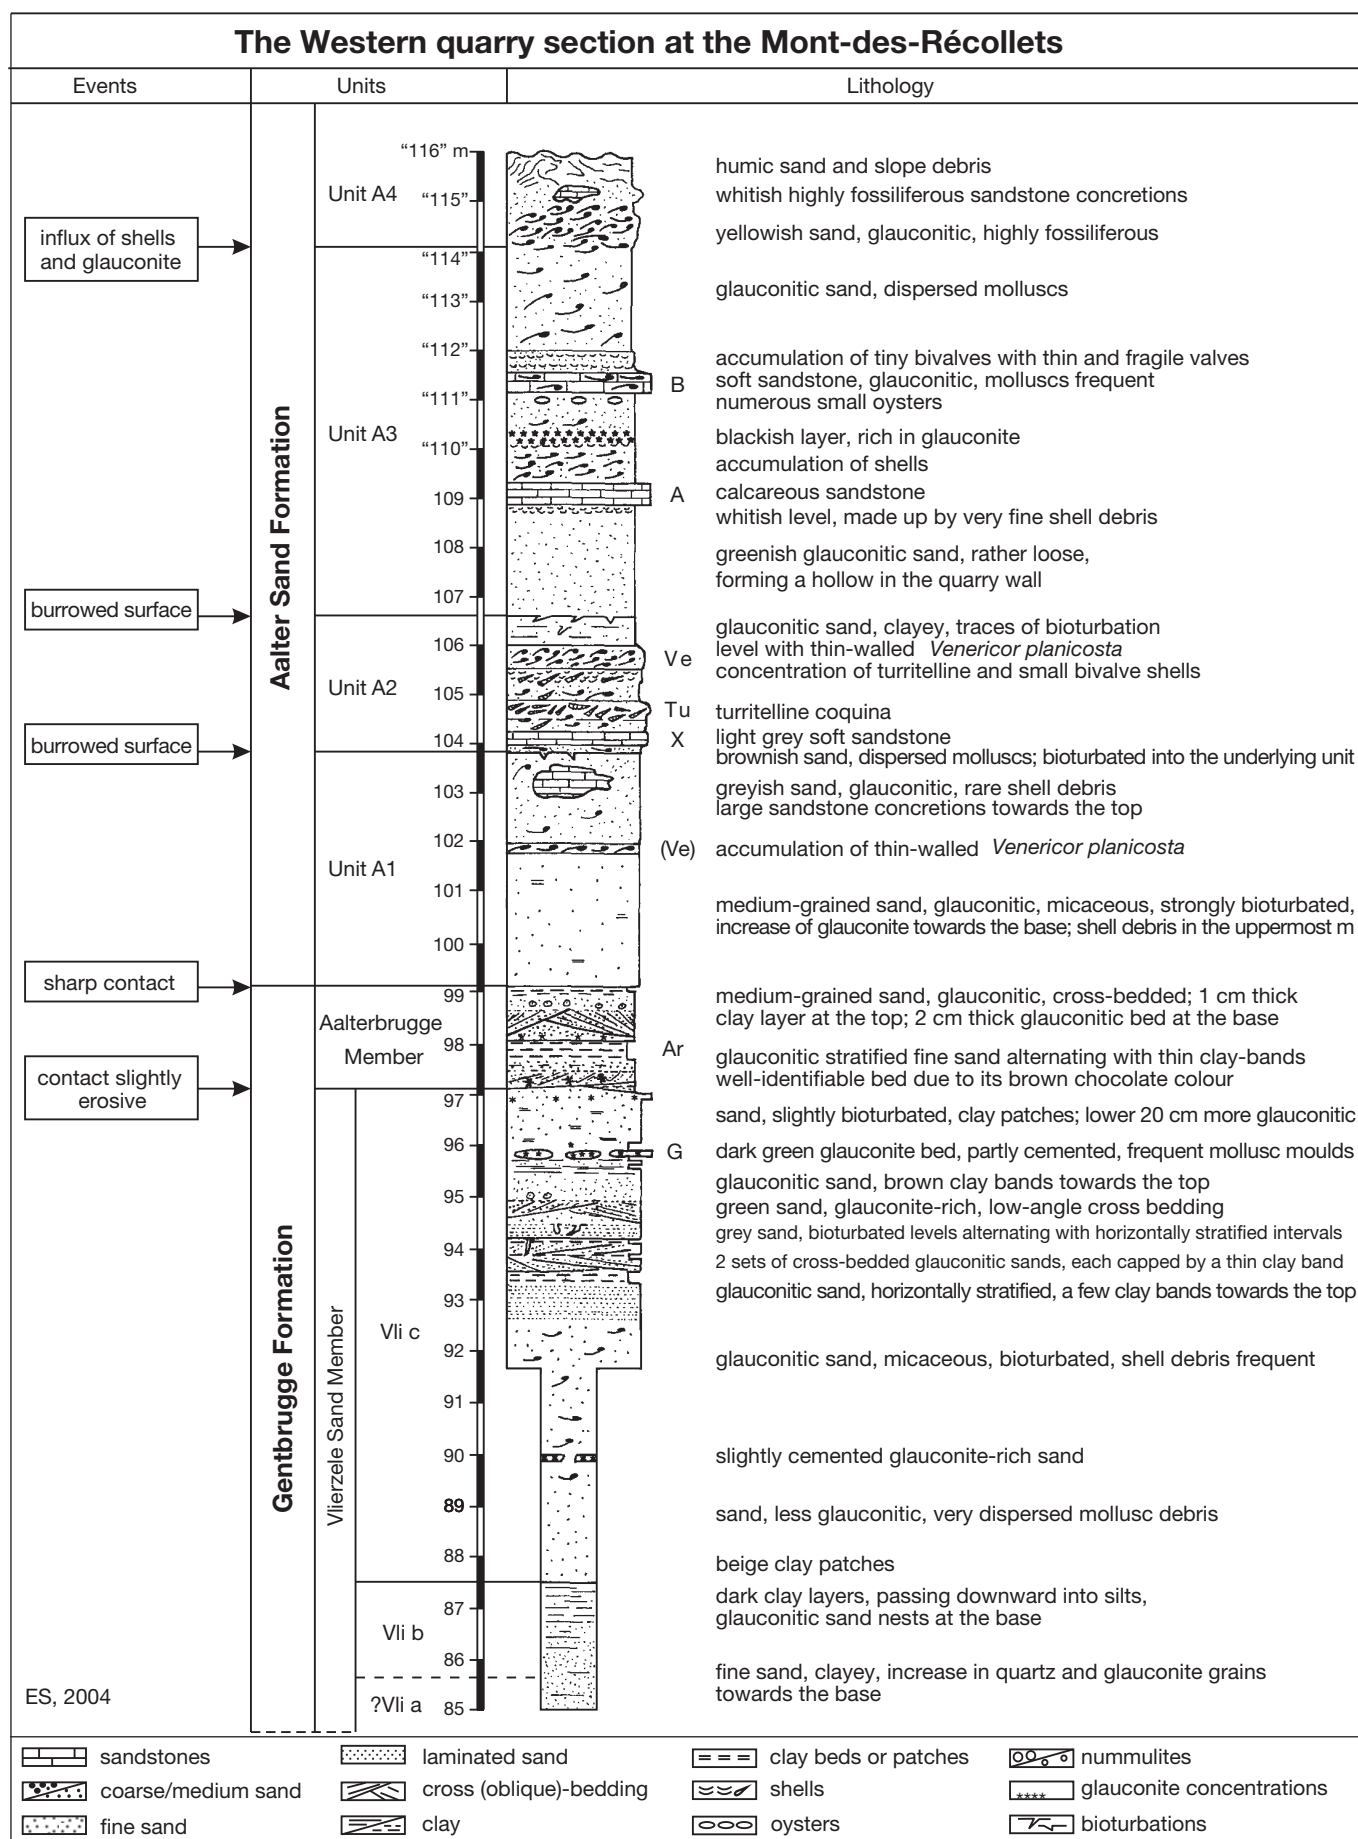 The Western quarry section at the Mont-des-Récollets
Events
Units
Lithology
influx of shells
and glauconite
burrowed surface
burrowed surface
sharp contact
contact slightly
erosive
Aalter Sand Formation
Gentbrugge Formation
Vlierzele Sand Member
Unit A4
Unit A3
Unit A2
Unit A1
Aalterbrugge
Member
Vli c
Vli b
?Vli a
“116” m
“115”
“114”
“113”
“112”
“111”
“110”
109
108
107
106
105
104
103
102
101
100
99
98
97
96
95
94
93
92
91
90
89
88
87
86
85
B
A
Ve
Tu
X
(Ve)
Ar
G
humic sand and slope debris
whitish highly fossiliferous sandstone concretions
yellowish sand, glauconitic, highly fossiliferous
glauconitic sand, dispersed molluscs
accumulation of tiny bivalves with thin and fragile valves
soft sandstone, glauconitic, molluscs frequent
numerous small oysters
blackish layer, rich in glauconite
accumulation of shells
calcareous sandstone
whitish level, made up by very fine shell debris
greenish glauconitic sand, rather loose,
forming a hollow in the quarry wall
glauconitic sand, clayey, traces of bioturbation
level with thin-walled Venericor planicosta
concentration of turritelline and small bivalve shells
turritelline coquina
light grey soft sandstone
brownish sand, dispersed molluscs; bioturbated into the underlying unit
greyish sand, glauconitic, rare shell debris
large sandstone concretions towards the top
accumulation of thin-walled Venericor planicosta
medium-grained sand, glauconitic, micaceous, strongly bioturbated,
increase of glauconite towards the base; shell debris in the uppermost m
medium-grained sand, glauconitic, cross-bedded; 1 cm thick
clay layer at the top; 2 cm thick glauconitic bed at the base
glauconitic stratified fine sand alternating with thin clay-bands
well-identifiable bed due to its brown chocolate colour
sand, slightly bioturbated, clay patches; lower 20 cm more glauconitic
dark green glauconite bed, partly cemented, frequent mollusc moulds
glauconitic sand, brown clay bands towards the top
green sand, glauconite-rich, low-angle cross bedding
grey sand, bioturbated levels alternating with horizontally stratified intervals
2 sets of cross-bedded glauconitic sands, each capped by a thin clay band
glauconitic sand, horizontally stratified, a few clay bands towards the top
glauconitic sand, micaceous, bioturbated, shell debris frequent
slightly cemented glauconite-rich sand
sand, less glauconitic, very dispersed mollusc debris
beige clay patches
dark clay layers, passing downward into silts,
glauconitic sand nests at the base
fine sand, clayey, increase in quartz and glauconite grains
towards the base
ES, 2004
sandstones
laminated sand
clay beds or patches
nummulites
coarse/medium sand
cross (oblique)-bedding
shells
glauconite concentrations
fine sand
clay
oysters
bioturbations